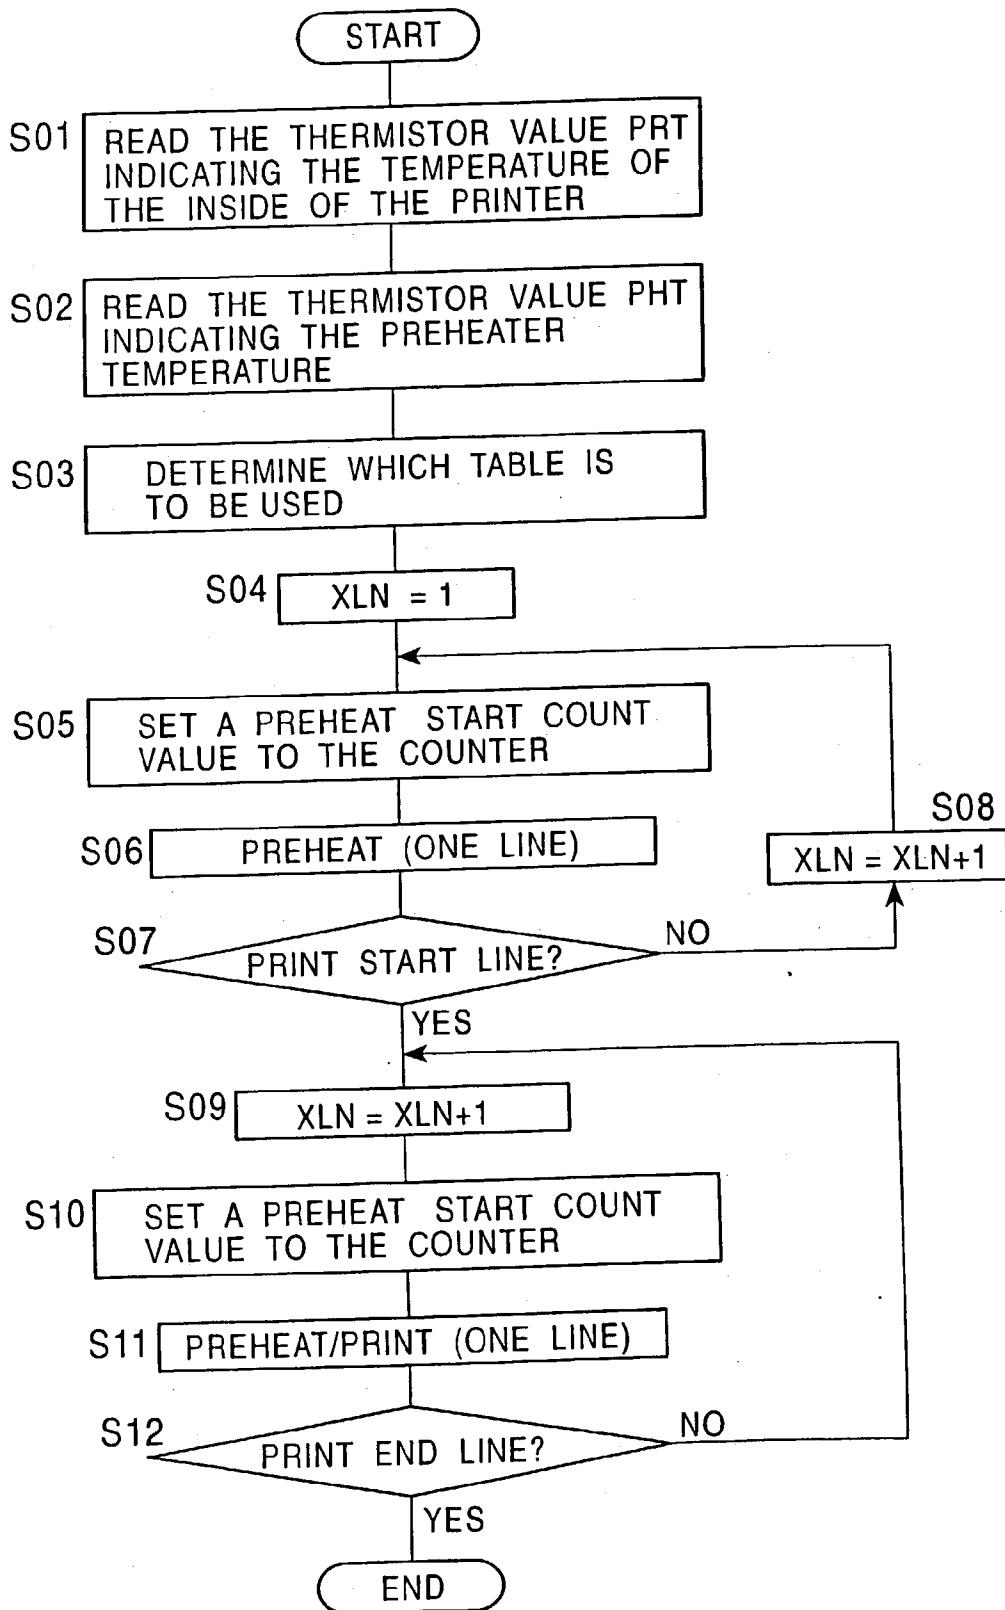 START
S01
READ THE THERMISTOR VALUE PRT
INDICATING THE TEMPERATURE OF
THE INSIDE OF THE PRINTER
S02
READ THE THERMISTOR VALUE PHT
INDICATING THE PREHEATER
TEMPERATURE
S03
DETERMINE WHICH TABLE IS
TO BE USED
S04
XLN = 1
S05
SET A PREHEAT START COUNT
VALUE TO THE COUNTER
S06
PREHEAT (ONE LINE)
S08
XLN = XLN+1
S07
PRINT START LINE?
NO
YES
S09
XLN = XLN+1
S10
SET A PREHEAT START COUNT
VALUE TO THE COUNTER
S11
PREHEAT/PRINT (ONE LINE)
S12
PRINT END LINE?
NO
YES
END